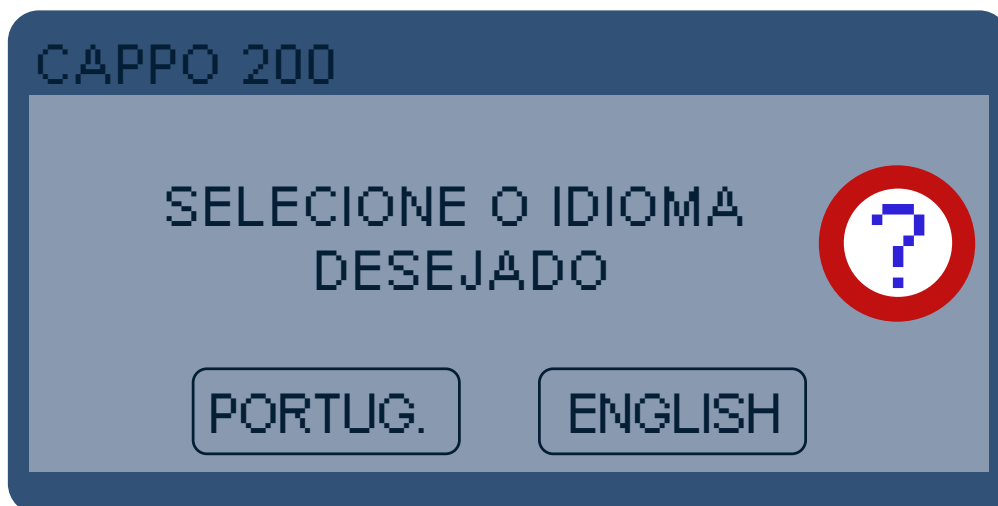 CAPPO 200
SELECIONE O IDIOMA
DESEJADO
?
PORTUG.
ENGLISH